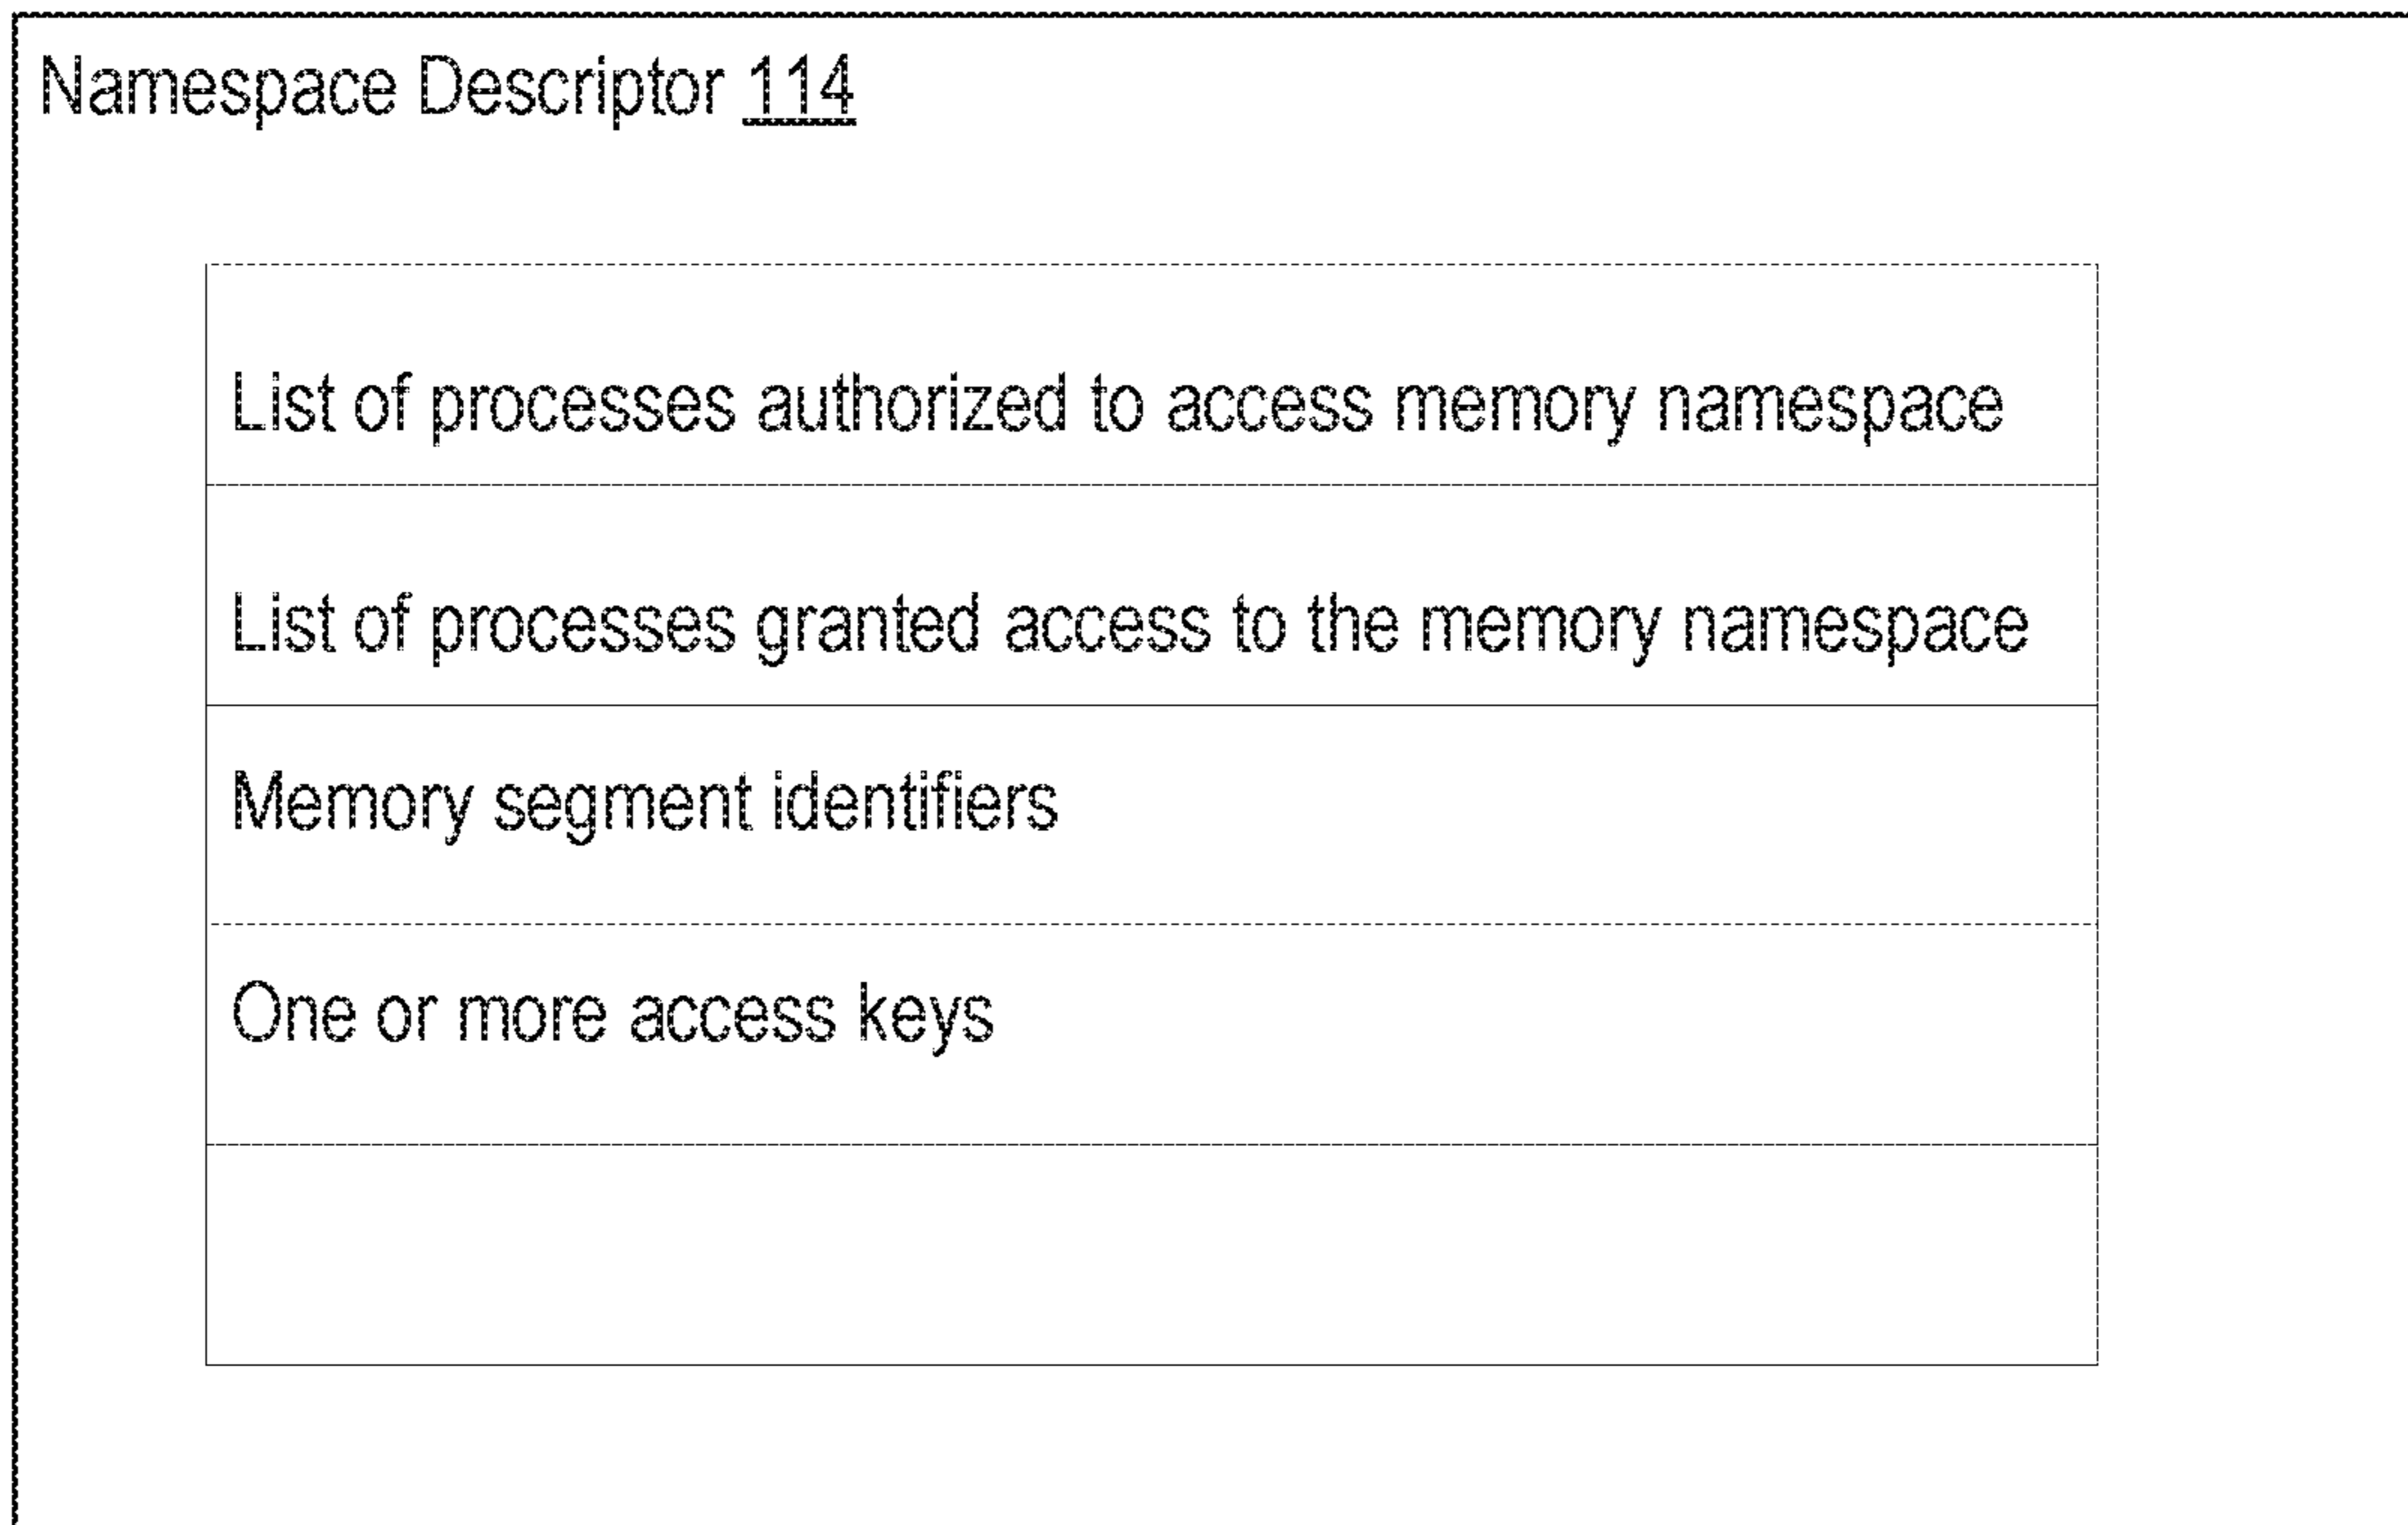 Namespace Descriptor 114
List of processes authorized to access memory namespace
List of processes granted access to the memory namespace
Memory segment identifiers
One or more access keys